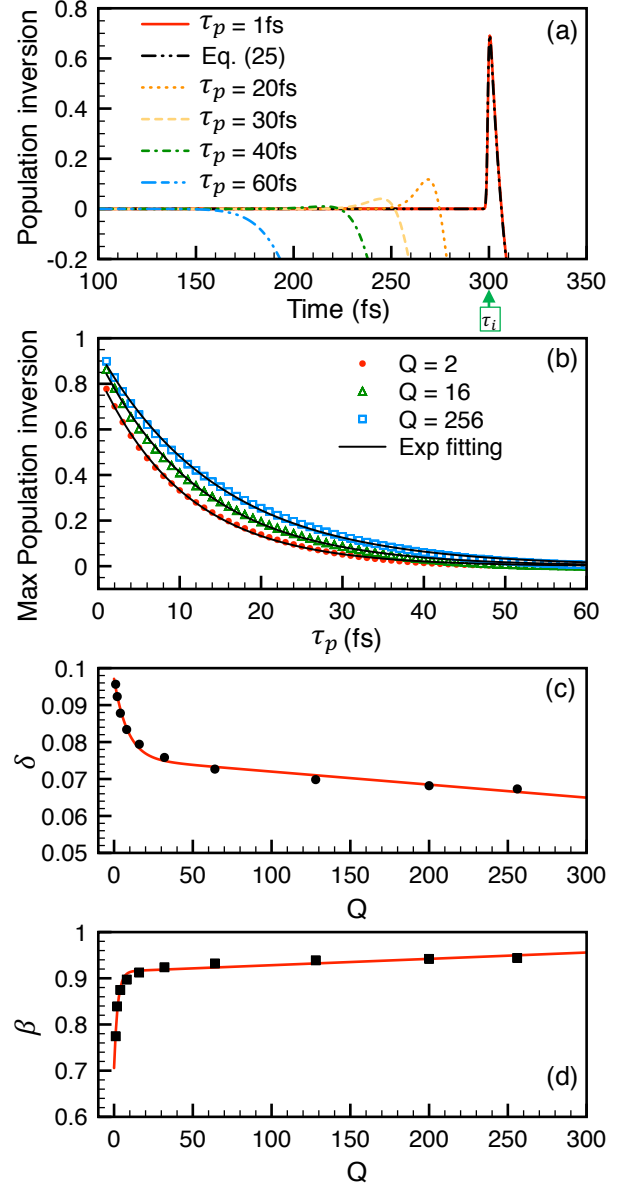 (a)
τp = 1fs
Eq. (25)
τp = 20fs
τp = 30fs
τp = 40fs
τp = 60fs
Population inversion
0.8
0.6
0.4
0.2
0
-0.2
100 150 200 250 300 350
Time (fs)
τi
(b)
Q = 2
Q = 16
Q = 256
Exp fitting
Max Population inversion
1
0.8
0.6
0.4
0.2
0
0 10 20 30 40 50 60
τp (fs)
(c)
δ
0.1
0.09
0.08
0.07
0.06
0.05
0 50 100 150 200 250 300
Q
(d)
β
1
0.9
0.8
0.7
0.6
0 50 100 150 200 250 300
Q